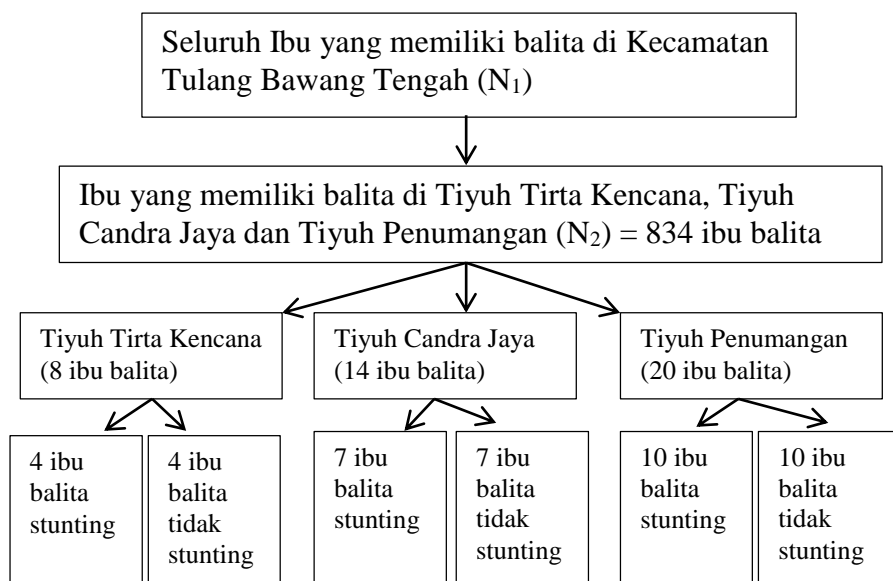 Seluruh Ibu yang memiliki balita di Kecamatan
Tulang Bawang Tengah (N₁)
Ibu yang memiliki balita di Tiyuh Tirta Kencana, Tiyuh
Candra Jaya dan Tiyuh Penumangan (N₂) = 834 ibu balita
Tiyuh Tirta Kencana
(8 ibu balita)
Tiyuh Candra Jaya
(14 ibu balita)
Tiyuh Penumangan
(20 ibu balita)
4 ibu
balita
stunting
4 ibu
balita
tidak
stunting
7 ibu
balita
stunting
7 ibu
balita
tidak
stunting
10 ibu
balita
stunting
10 ibu
balita
tidak
stunting